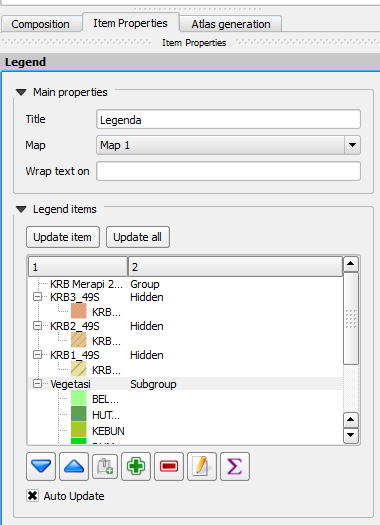 Composition Item Properties Atlas generation
Item Properties
Legend
Main properties
Title Legenda
Map Map 1
Wrap text on
Legend items
Update item Update all
1 2
KRB Merapi 2... Group
KRB3_49S Hidden
KRB...
KRB2_49S Hidden
KRB...
KRB1_49S Hidden
KRB...
Vegetasi Subgroup
BEL...
HUT...
KEBUN
Σ
Auto Update